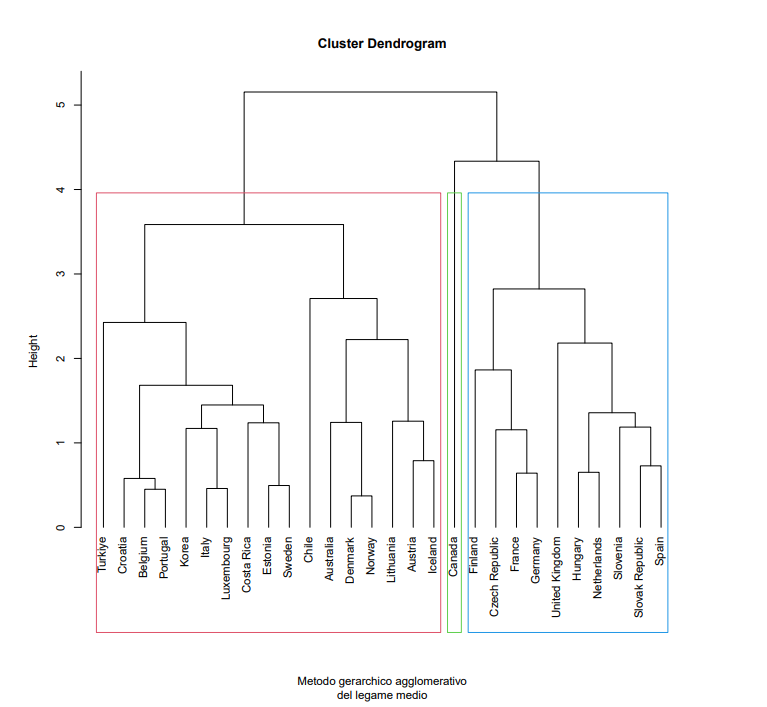 Cluster Dendrogram
5
4
3
2
1
0
Height
Turkiye
Croatia
Belgium
Portugal
Korea
Italy
Luxembourg
Costa Rica
Estonia
Sweden
Chile
Australia
Denmark
Norway
Lithuania
Austria
Iceland
Canada
Finland
Czech Republic
France
Germany
United Kingdom
Hungary
Netherlands
Slovenia
Slovak Republic
Spain
Metodo gerarchico agglomerativo
del legame medio